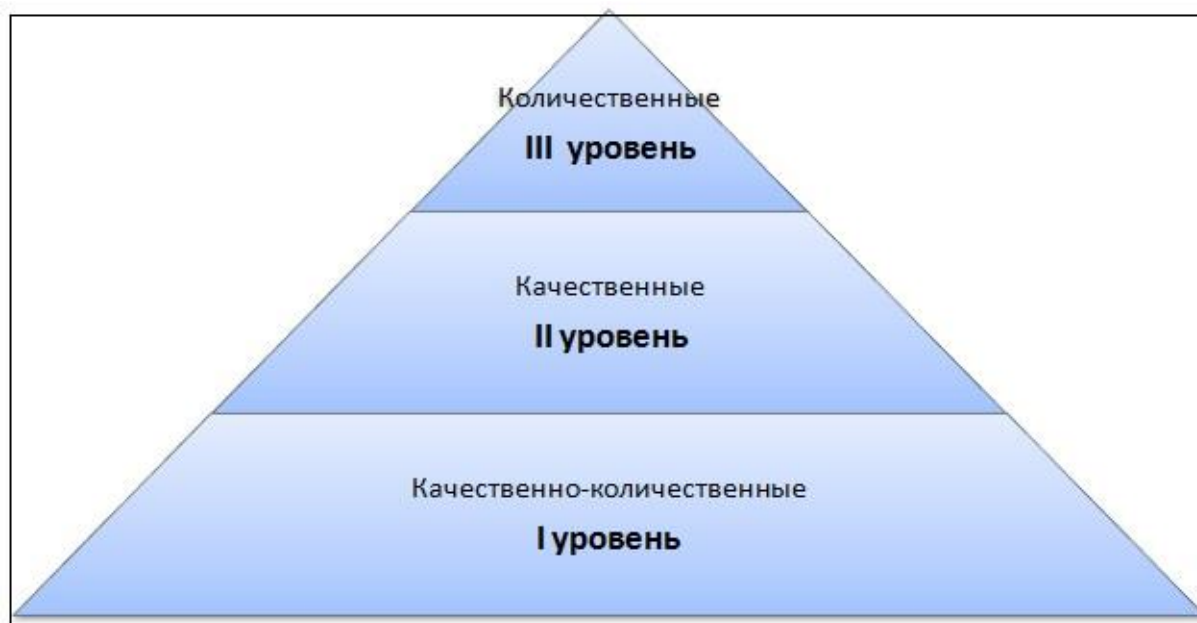 Количественные
III уровень
Качественные
II уровень
Качественно-количественные
I уровень